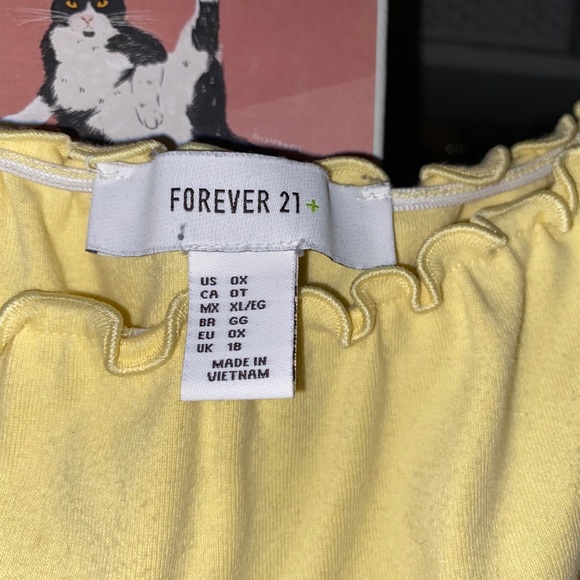 FOREVER 21+
US 0X
CA 0T
MX XL/EG
BR GG
EU 0X
UK 18
MADE IN
VIETNAM